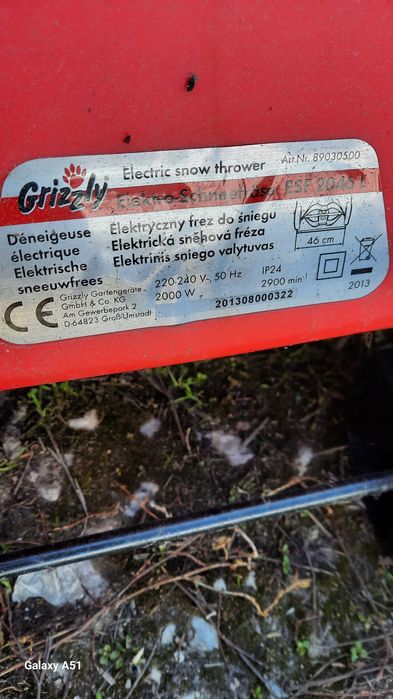 Electric snow thrower Art.Nr. 89030500
Grizzly
Elektro-Schneefräser ESF 2046 L
Déneigeuse
électrique
Elektrische
sneeuwfrees
Elektryczny frez do śniegu
Elektrická sněhová fréza
Elektrinis sniego valytuvas
46 cm
CE
Grizzly Gartengeräte
GmbH & Co. KG
Am Gewerbepark 2
D-64823 Groß-Umstadt
220-240 V~, 50 Hz IP24
2000 W 2900 min⁻¹
201308000322
2013
Galaxy A51